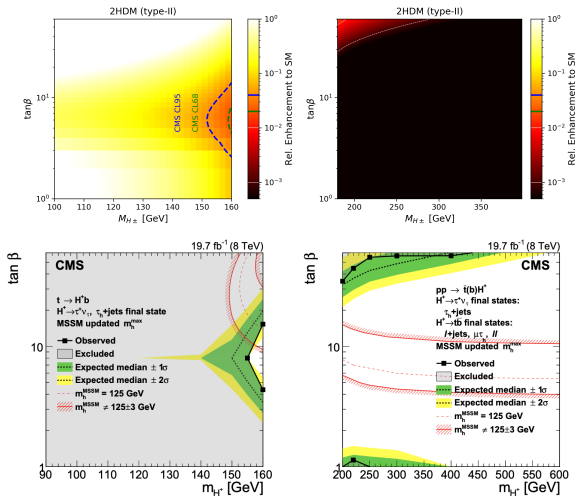 2HDM (type-II)
tanβ
10¹
10⁰
100 110 120 130 140 150 160
M_H± [GeV]
CMS CL95
CMS CL68
10⁰
10⁻¹
10⁻²
10⁻³
Rel. Enhancement to SM
2HDM (type-II)
tanβ
10¹
10⁰
200 250 300 350
M_H± [GeV]
10⁰
10⁻¹
10⁻²
10⁻³
Rel. Enhancement to SM
19.7 fb⁻¹ (8 TeV)
CMS
tan β
10
1
t → H⁺b
H⁺→τ⁺ν_τ, τ_h+jets final state
MSSM updated m_h^max
Observed
Excluded
Expected median ± 1σ
Expected median ± 2σ
m_h^MSSM = 125 GeV
m_h^MSSM ≠ 125±3 GeV
90 100 110 120 130 140 150 160
m_H⁺ [GeV]
19.7 fb⁻¹ (8 TeV)
CMS
tan β
10
1
pp → t̄(b)H⁺
H⁺→τ⁺ν_τ final states:
τ_h+jets
H⁺→tb̄ final states:
l+jets, μτ_h, ll
MSSM updated m_h^max
Observed
Excluded
Expected median ± 1σ
Expected median ± 2σ
m_h^MSSM = 125 GeV
m_h^MSSM ≠ 125±3 GeV
200 250 300 350 400 450 500 550 600
m_H⁺ [GeV]